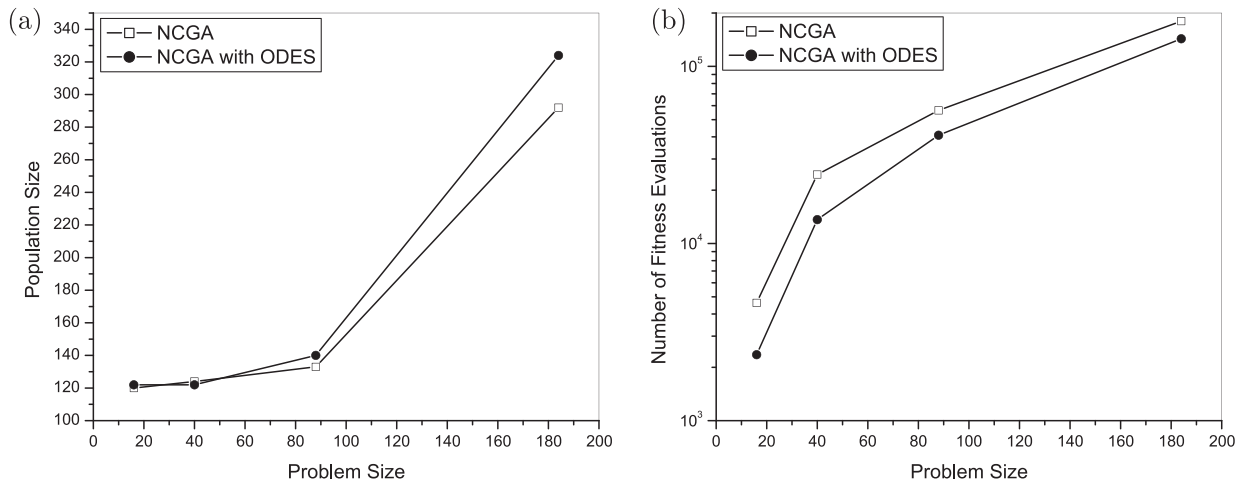 (a)
NCGA
NCGA with ODES
Population Size
360
340
320
300
280
260
240
220
200
180
160
140
120
100
0 20 40 60 80 100 120 140 160 180 200
Problem Size
(b)
NCGA
NCGA with ODES
Number of Fitness Evaluations
10^5
10^4
10^3
0 20 40 60 80 100 120 140 160 180 200
Problem Size